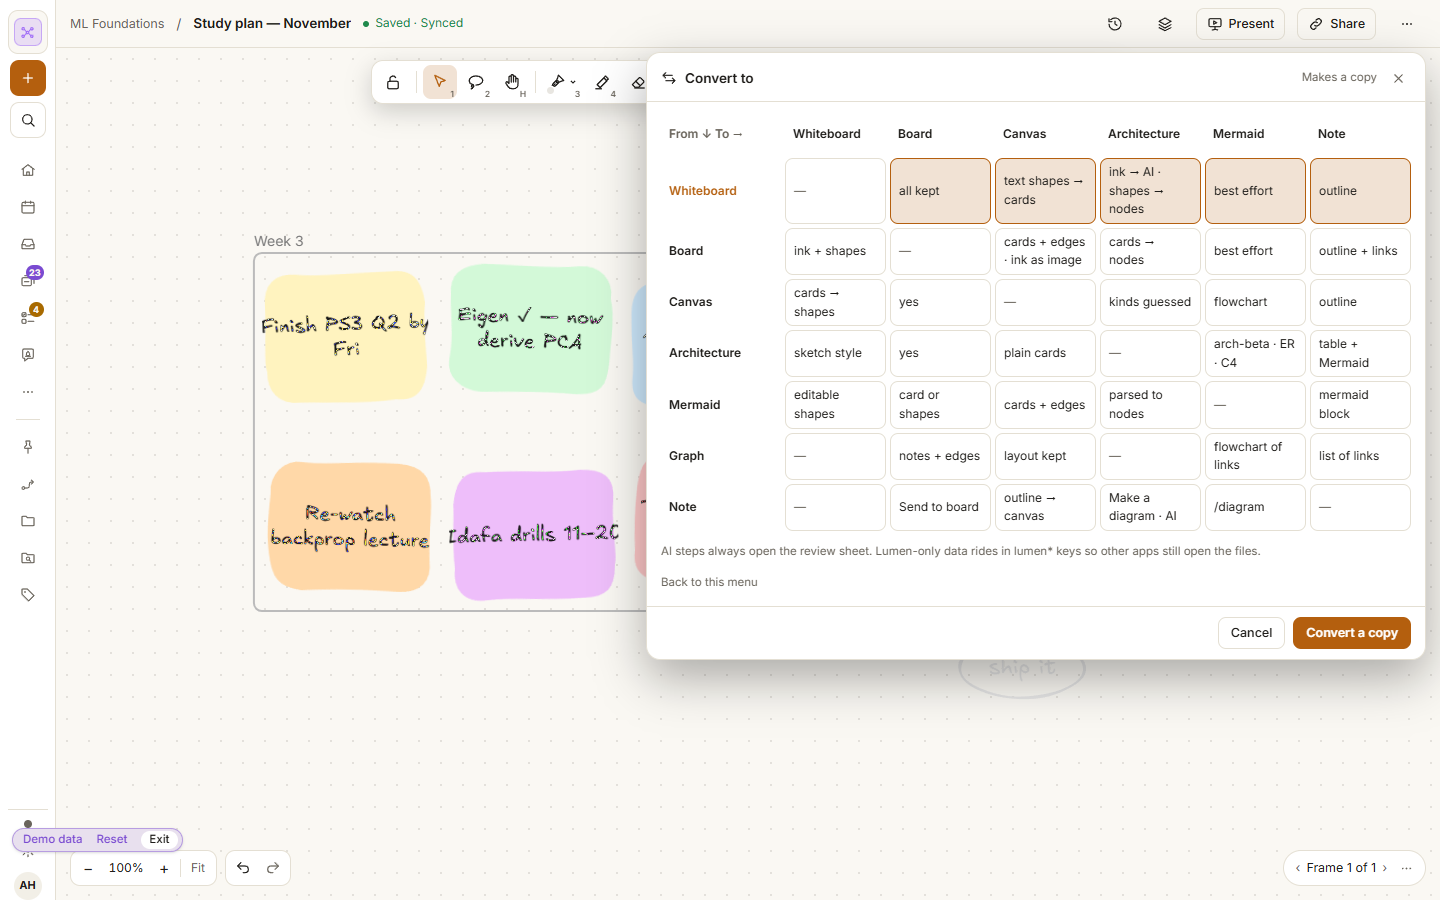 ML Foundations / Study plan — November • Saved · Synced
Present
Share
1
2
H
3
4
Convert to
Makes a copy
From ↓ To → Whiteboard Board Canvas Architecture Mermaid Note
Whiteboard — all kept text shapes → cards ink → AI · shapes → nodes best effort outline
Board ink + shapes — cards + edges · ink as image cards → nodes best effort outline + links
Canvas cards → shapes yes — kinds guessed flowchart outline
Architecture sketch style yes plain cards — arch-beta · ER · C4 table + Mermaid
Mermaid editable shapes card or shapes cards + edges parsed to nodes — mermaid block
Graph — notes + edges layout kept — flowchart of links list of links
Note — Send to board outline → canvas Make a diagram · AI /diagram —
AI steps always open the review sheet. Lumen-only data rides in lumen* keys so other apps still open the files.
Back to this menu
Cancel
Convert a copy
23
4
Week 3
Finish PS3 Q2 by
Fri
Eigen ✓ — now
derive PCA
Re-watch
backprop lecture
Idafa drills 11–20
ship it
Demo data Reset Exit
AH
− 100% + Fit
‹ Frame 1 of 1 ›